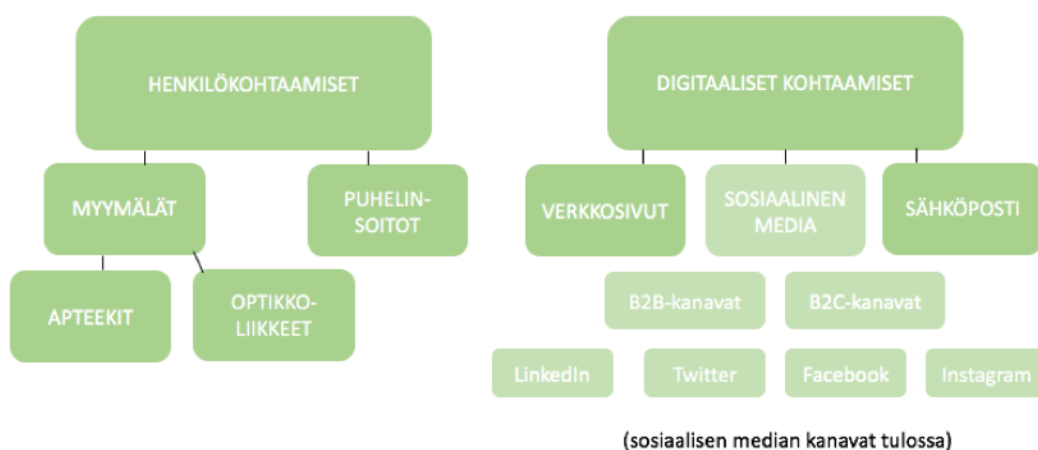 HENKILÖKOHTAAMISET
MYYMÄLÄT
PUHELIN-
SOITOT
APTEEKIT
OPTIKKO-
LIIKKEET
DIGITAALISET KOHTAAMISET
VERKKOSIVUT
SOSIAALINEN
MEDIA
SÄHKÖPOSTI
B2B-kanavat
B2C-kanavat
LinkedIn
Twitter
Facebook
Instagram
(sosiaalisen median kanavat tulossa)